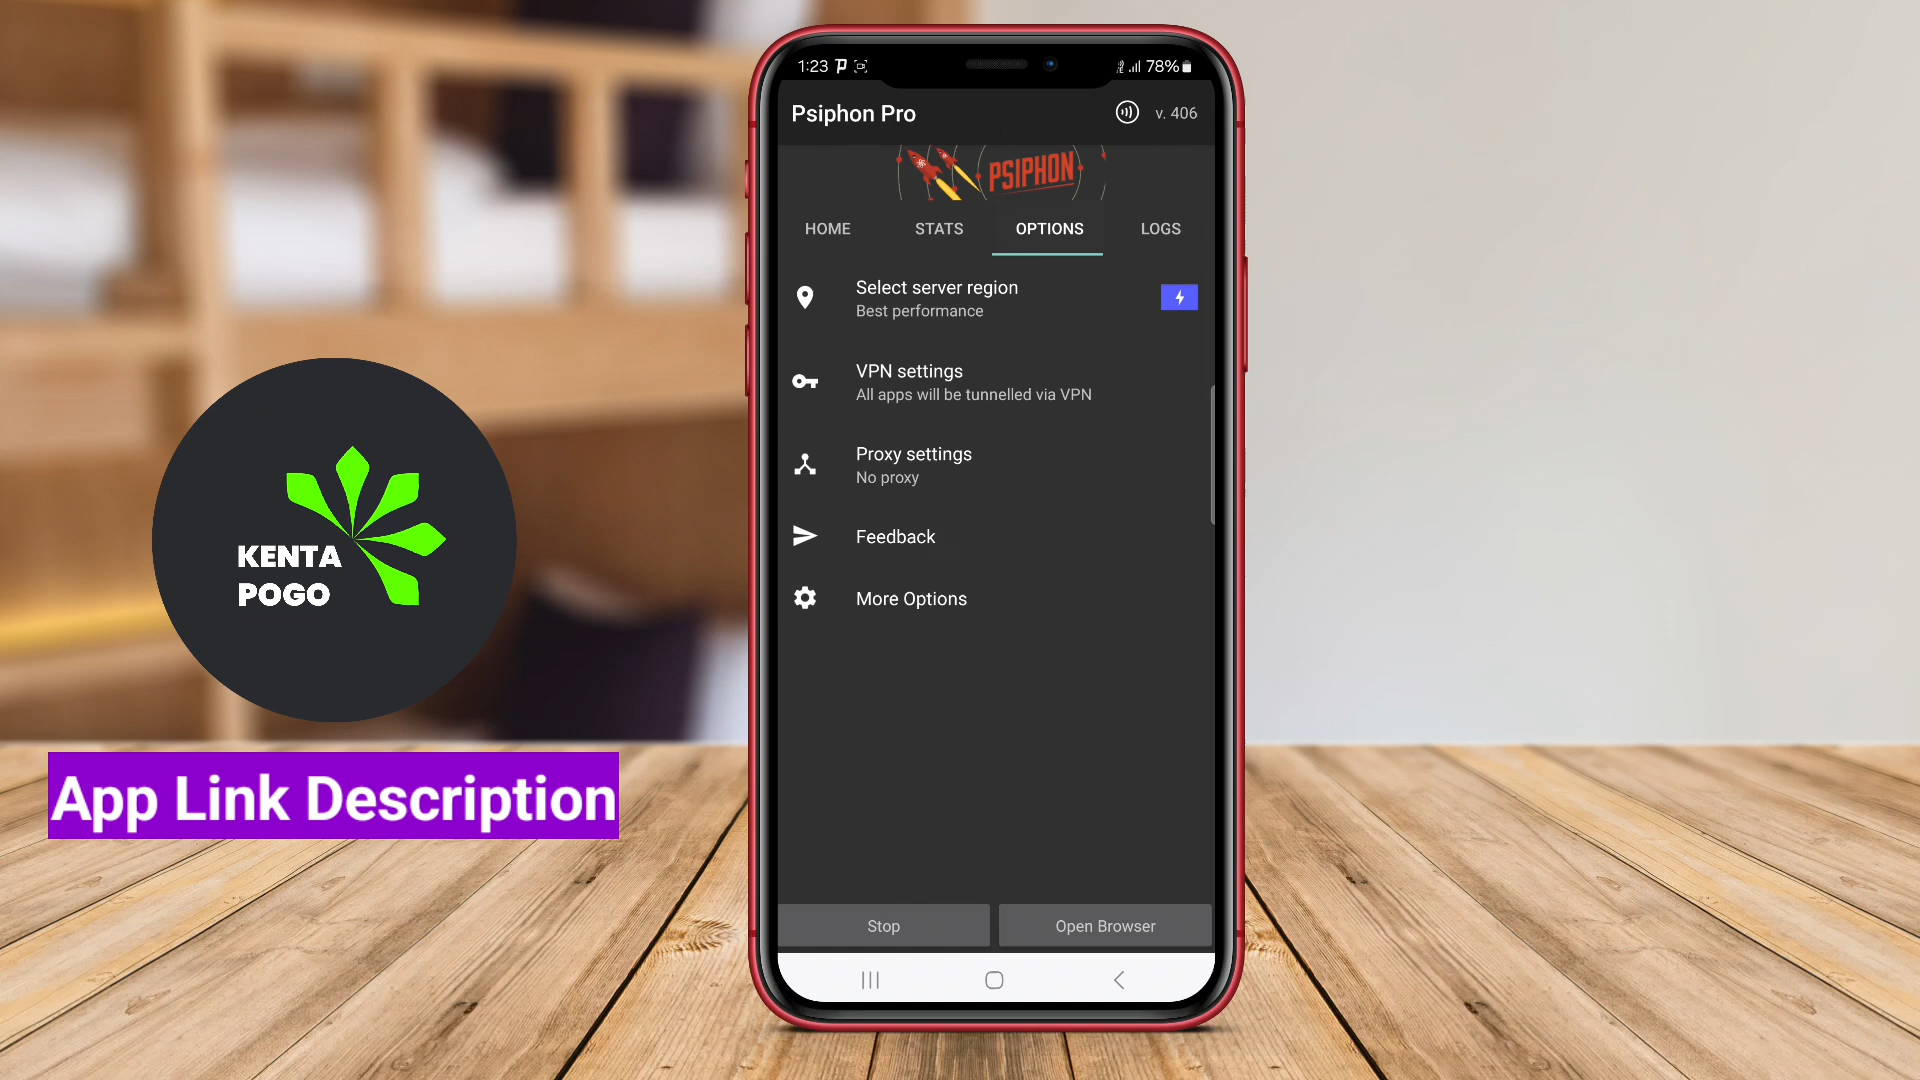 1:23 78%
Psiphon Pro v. 406
PSIPHON
HOME STATS OPTIONS LOGS
Select server region
Best performance
VPN settings
All apps will be tunnelled via VPN
Proxy settings
No proxy
Feedback
More Options
Stop Open Browser
KENTA
POGO
App Link Description